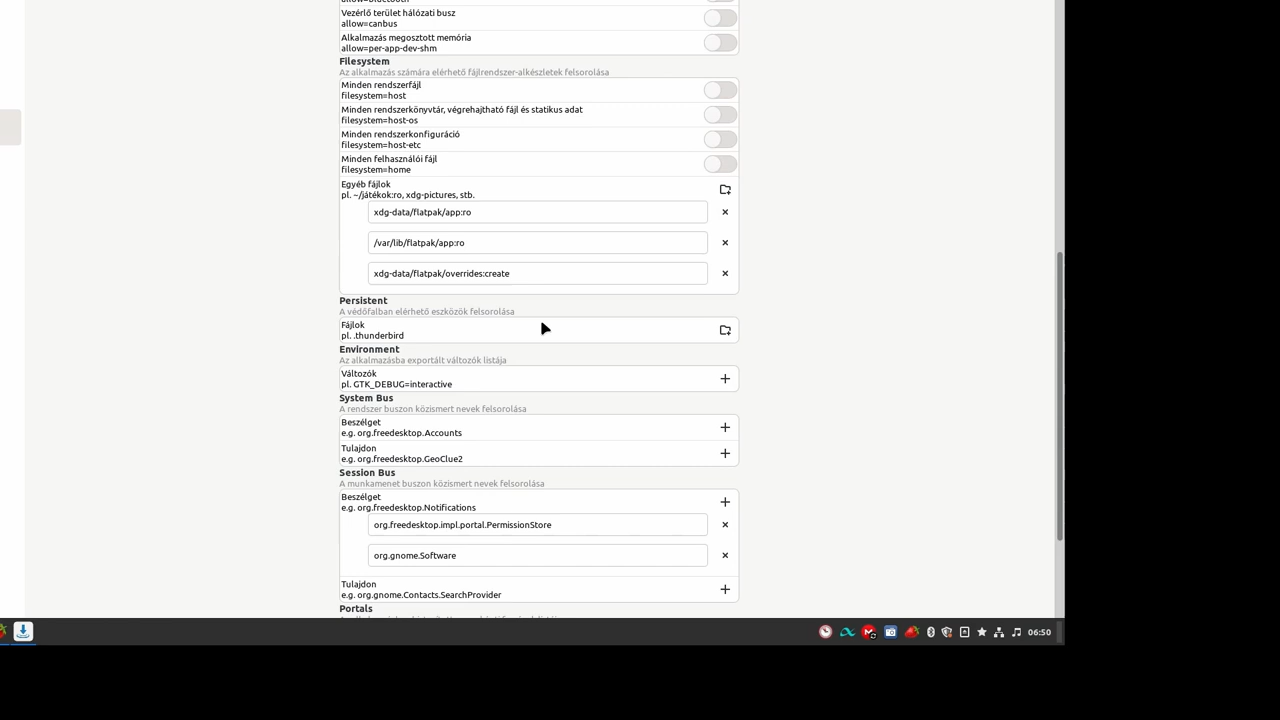 Vezérlő terület hálózati busz
allow=canbus
Alkalmazás megosztott memória
allow=per-app-dev-shm
Filesystem
Az alkalmazás számára elérhető fájlrendszer-alkészletek felsorolása
Minden rendszerfájl
filesystem=host
Minden rendszerkönyvtár, végrehajtható fájl és statikus adat
filesystem=host-os
Minden rendszerkonfiguráció
filesystem=host-etc
Minden felhasználói fájl
filesystem=home
Egyéb fájlok
pl. ~/játékok:ro, xdg-pictures, stb.
xdg-data/flatpak/app:ro
/var/lib/flatpak/app:ro
xdg-data/flatpak/overrides:create
Persistent
A védőfalban elérhető eszközök felsorolása
Fájlok
pl. .thunderbird
Environment
Az alkalmazásba exportált változók listája
Változók
pl. GTK_DEBUG=interactive
System Bus
A rendszer buszon közismert nevek felsorolása
Beszélget
e.g. org.freedesktop.Accounts
Tulajdon
e.g. org.freedesktop.GeoClue2
Session Bus
A munkamenet buszon közismert nevek felsorolása
Beszélget
e.g. org.freedesktop.Notifications
org.freedesktop.impl.portal.PermissionStore
org.gnome.Software
Tulajdon
e.g. org.gnome.Contacts.SearchProvider
Portals
06:50